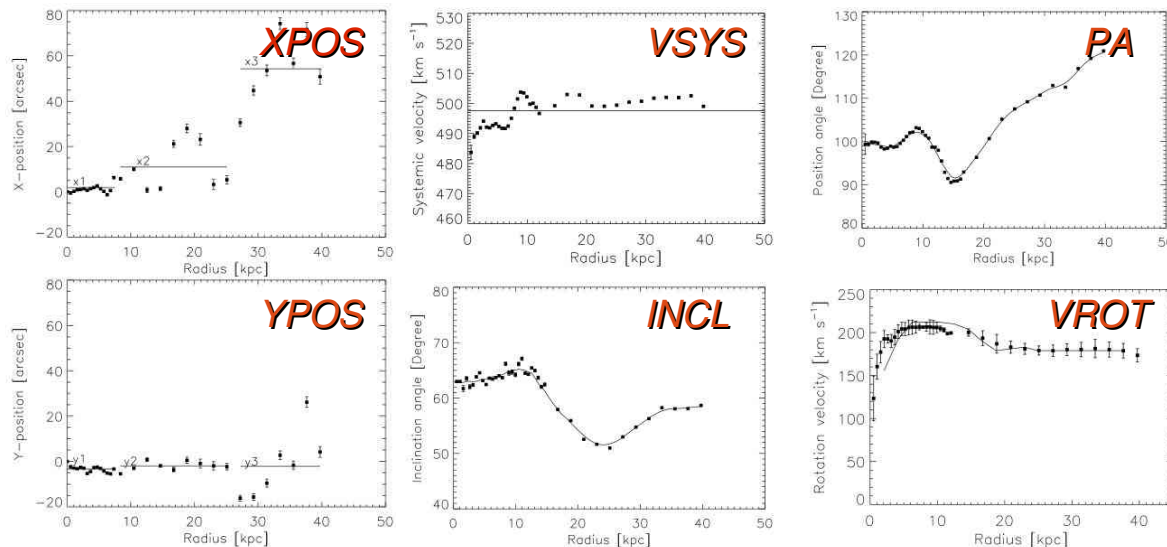 XPOS
X-position [arcsec]
80
60
40
20
0
−20
x1
x2
x3
0 10 20 30 40 50
Radius [kpc]
VSYS
Systemic velocity [km s⁻¹]
540
530
520
510
500
490
480
470
460
0 10 20 30 40 50
Radius [kpc]
PA
Position angle [Degree]
130
120
110
100
90
80
0 10 20 30 40 50
Radius [kpc]
YPOS
Y-position [arcsec]
80
60
40
20
0
−20
y1
y2
y3
0 10 20 30 40 50
Radius [kpc]
INCL
Inclination angle [Degree]
80
70
60
50
40
0 10 20 30 40 50
Radius [kpc]
VROT
Rotation velocity [km s⁻¹]
250
200
150
100
50
0
0 10 20 30 40 50
Radius [kpc]